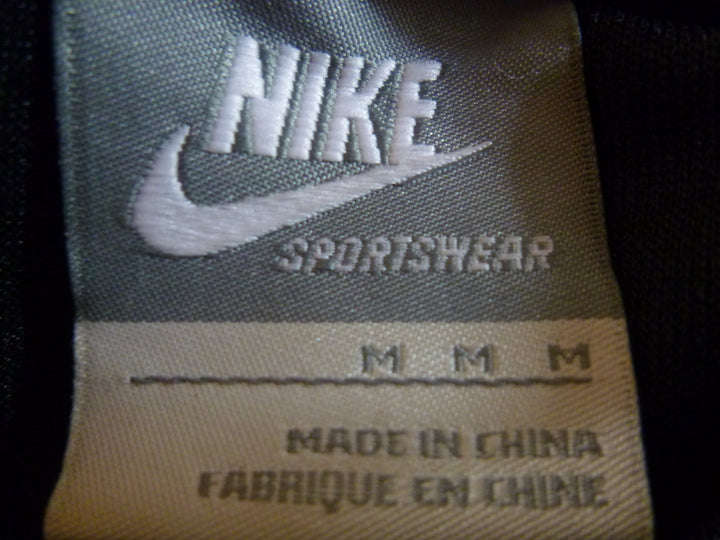 NIKE
SPORTSWEAR
M M M
MADE IN CHINA
FABRIQUE EN CHINE